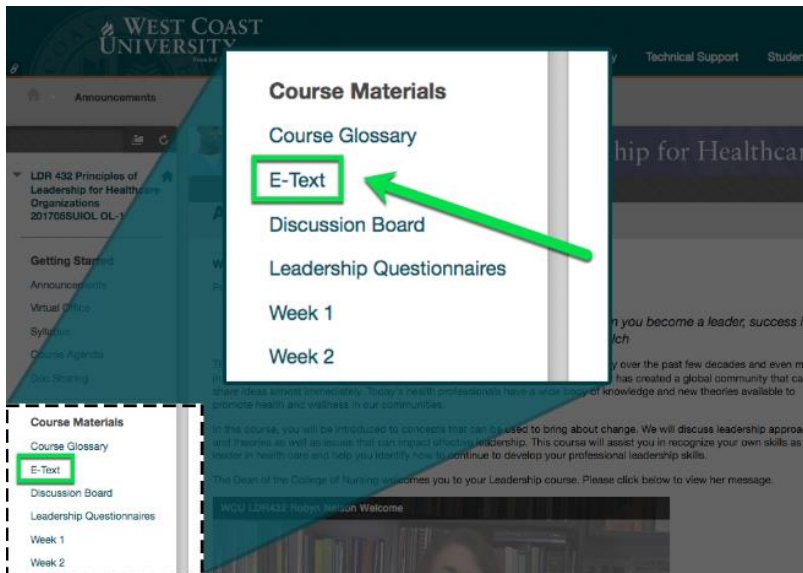 WEST COAST
UNIVERSITY
Technical Support
Announcements
LDR 432 Principles of
Leadership for Healthcare
Organizations
201705SUIOL OL-1
hip for Healthcar
Getting Started
Announcements
Virtual Office
Syllabus
Course Agenda
Doc Sharing
Course Materials
Course Glossary
E-Text
Discussion Board
Leadership Questionnaires
Week 1
Week 2
Course Materials
Course Glossary
E-Text
Discussion Board
Leadership Questionnaires
Week 1
Week 2
you become a leader, success
over the past few decades and even
has created a global community that
share ideas almost immediately. Today's health professionals have a wide body of knowledge and new theories available to
promote health and wellness in our communities.
In this course, you will be introduced to concepts that can be used to bring about change. We will discuss leadership
and theories as well as issues that can impact effective leadership. This course will assist you in recognize your own skills as
leader in health care and help you identify how to continue to develop your professional leadership skills.
The Dean of the College of Nursing welcomes you to your Leadership course. Please click below to view her message.
WCU LDR432 Robyn Nelson Welcome